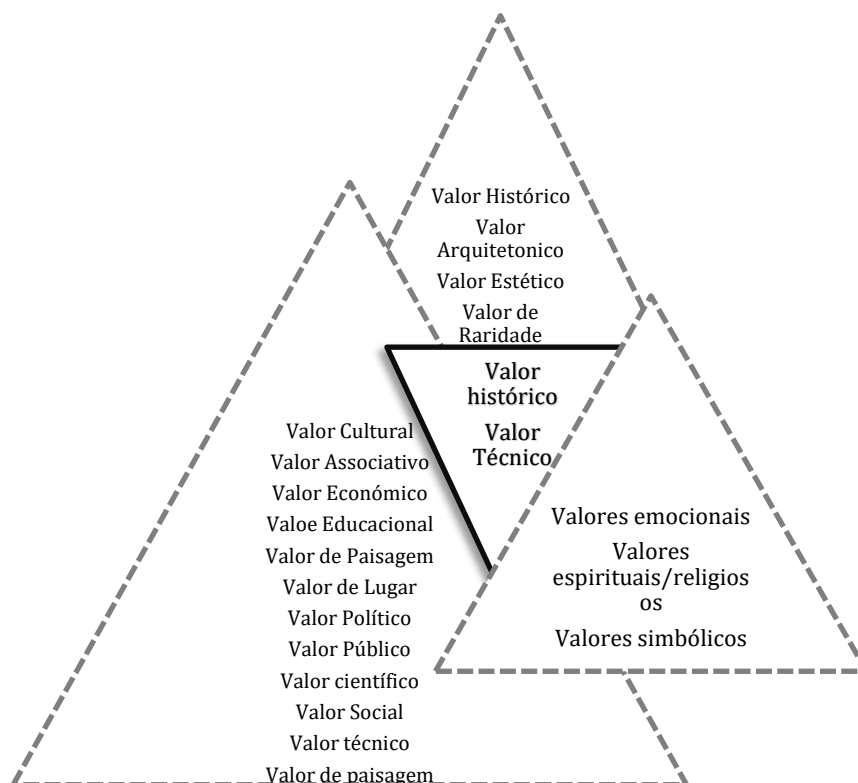 Valor Histórico
Valor
Arquitetonico
Valor Estético
Valor de
Raridade
Valor
histórico
Valor
Técnico
Valor Cultural
Valor Associativo
Valor Económico
Valoe Educacional
Valor de Paisagem
Valor de Lugar
Valor Político
Valor Público
Valor científico
Valor Social
Valor técnico
Valor de paisagem
Valores emocionais
Valores
espirituais/religios
os
Valores simbólicos